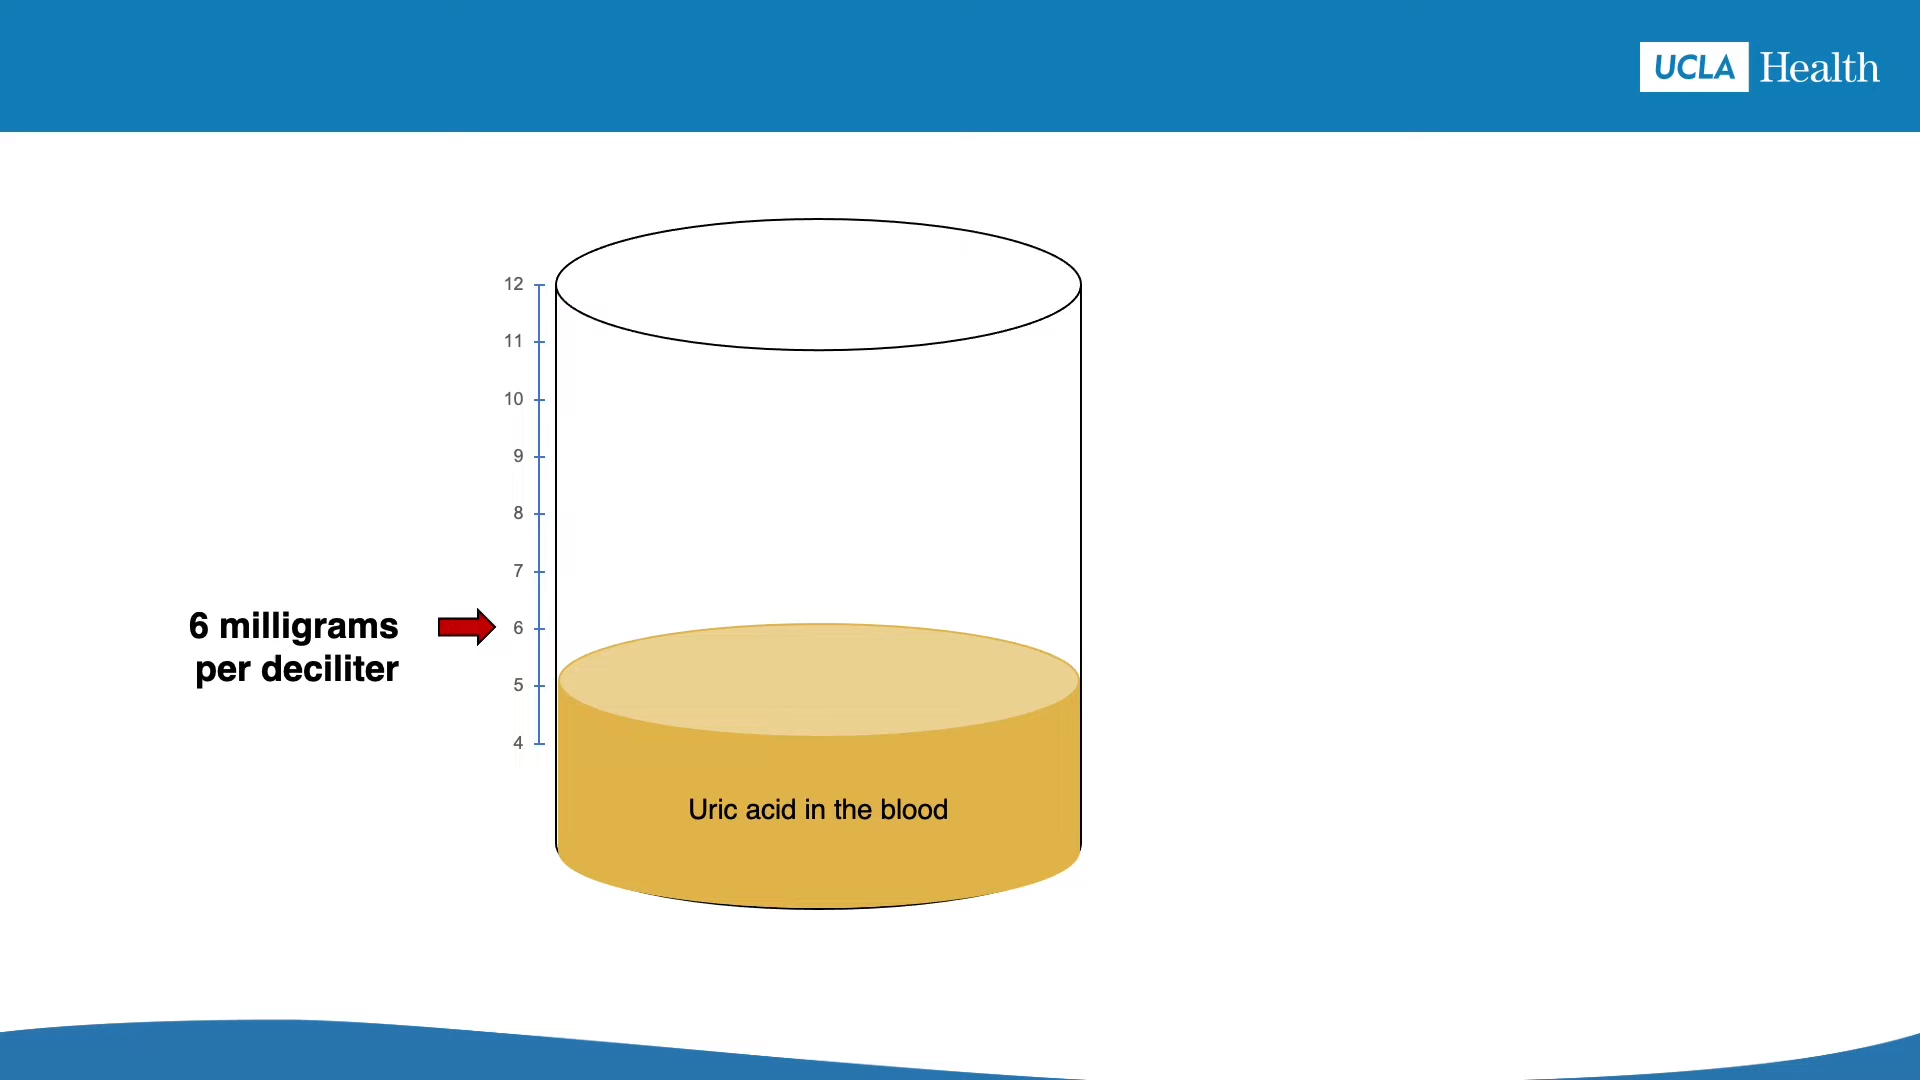 UCLA Health
12
11
10
9
8
7
6 milligrams
per deciliter
6
5
4
Uric acid in the blood